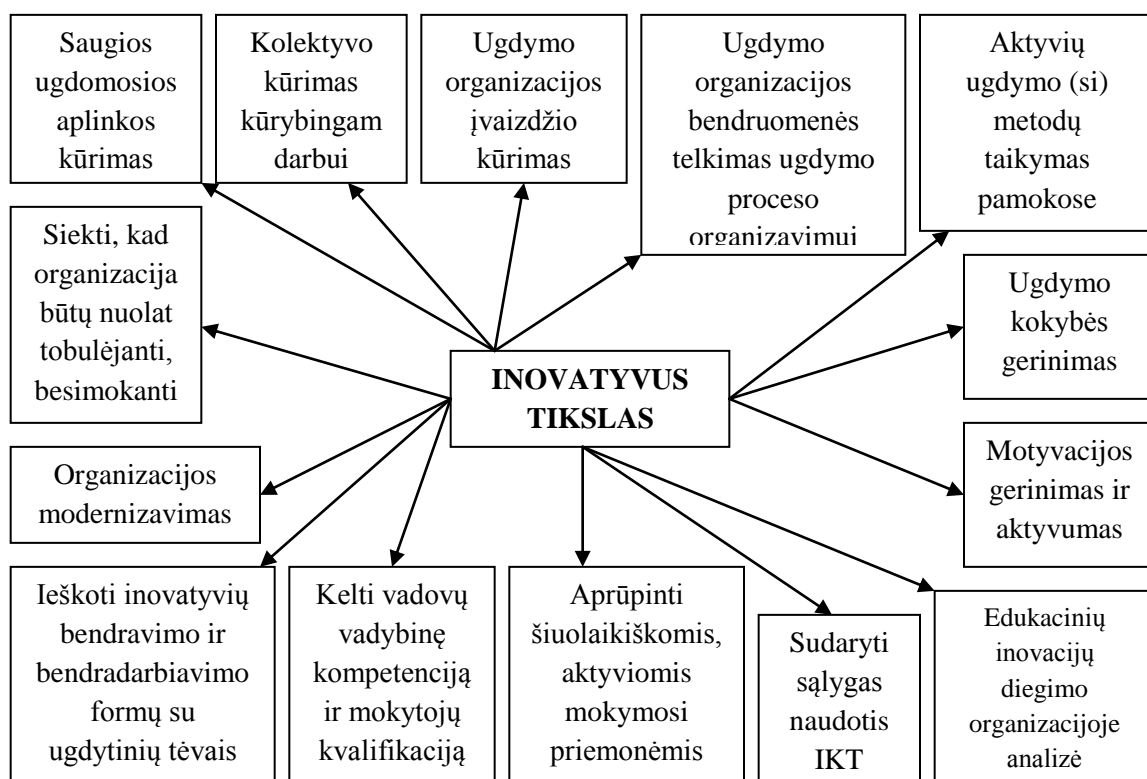 Saugios
ugdomosios
aplinkos
kūrimas
Kolektyvo
kūrimas
kūrybingam
darbui
Ugdymo
organizacijos
įvaizdžio
kūrimas
Ugdymo
organizacijos
bendruomenės
telkimas ugdymo
proceso
organizavimui
Aktyvių
ugdymo (si)
metodų
taikymas
pamokose
Siekti, kad
organizacija
būtų nuolat
tobulėjanti,
besimokanti
Ugdymo
kokybės
gerinimas
INOVATYVUS
TIKSLAS
Organizacijos
modernizavimas
Motyvacijos
gerinimas ir
aktyvumas
Ieškoti inovatyvių
bendravimo ir
bendradarbiavimo
formų su
ugdytinių tėvais
Kelti vadovų
vadybinę
kompetenciją
ir mokytojų
kvalifikaciją
Aprūpinti
šiuolaikiškomis,
aktyviomis
mokymosi
priemonėmis
Sudaryti
sąlygas
naudotis
IKT
Edukacinių
inovacijų
diegimo
organizacijoje
analizė